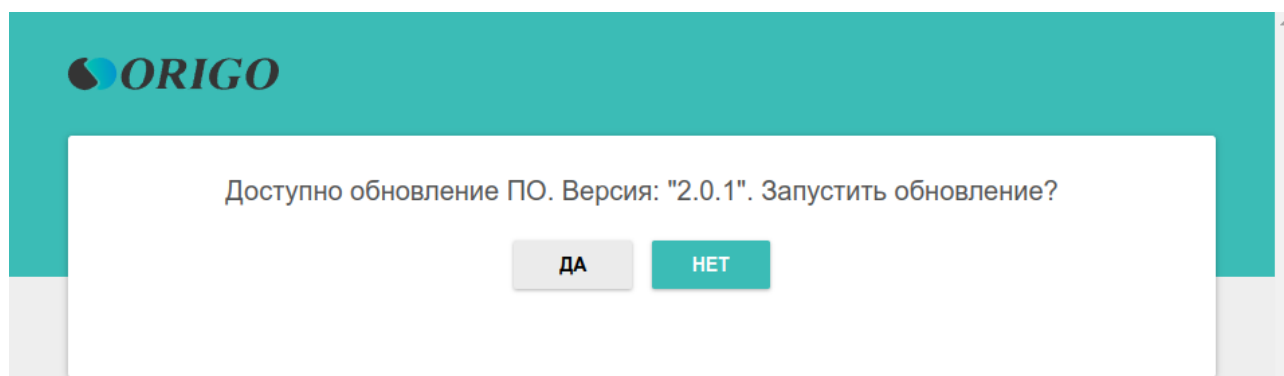 ORIGO
Доступно обновление ПО. Версия: "2.0.1". Запустить обновление?
ДА
НЕТ